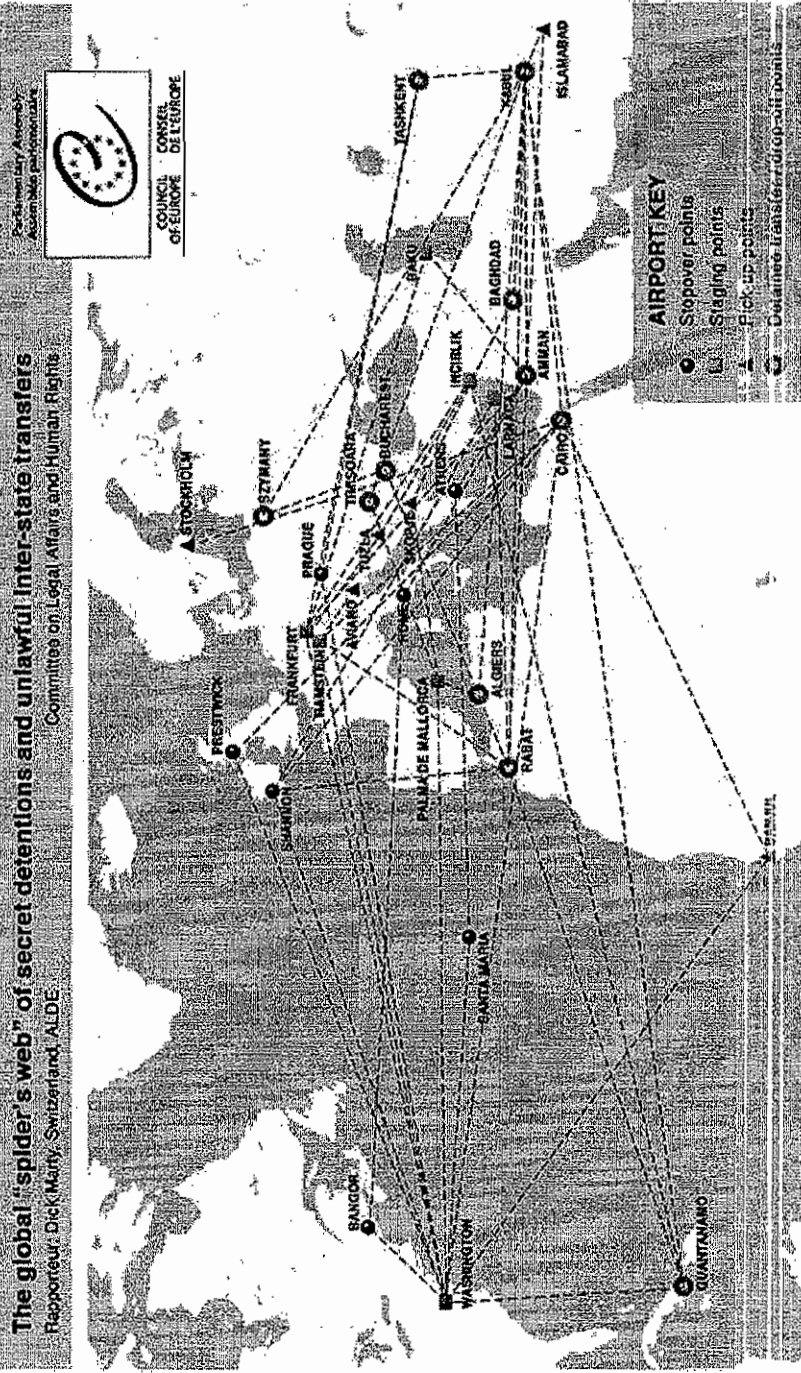 The global "spider's web" of secret detentions and unlawful inter-state transfers
Rapporteur: Dick Marty, Switzerland, ALDE
Committee on Legal Affairs and Human Rights
Parliamentary Assembly
Assemblée parlementaire
COUNCIL CONSEIL
OF EUROPE DE L'EUROPE
STOCKHOLM
SZYMANY
PRESTWICK
SHANNON
PRAGUE
FRANKFURT
RAMSTEIN
AVIANO
TUZLA
TIMISOARA
BUCHAREST
SKOPJE
ROME
ATHENS
INCIRLIK
BAKU
TASHKENT
KABUL
ISLAMABAD
BAGHDAD
AMMAN
LARNACA
CAIRO
PALMA DE MALLORCA
ALGIERS
RABAT
SANTA MARIA
BANGOR
WASHINGTON
GUANTANAMO
BANJUL
AIRPORT KEY
Stopover points
Staging points
Pick-up points
Detainee transfer / drop-off points